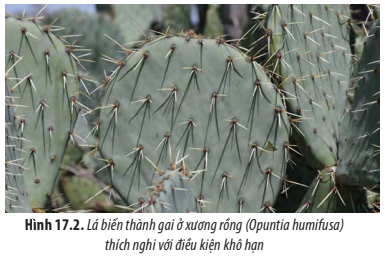 Hình 17.2. Lá biến thành gai ở xương rồng (Opuntia humifusa)
thích nghi với điều kiện khô hạn